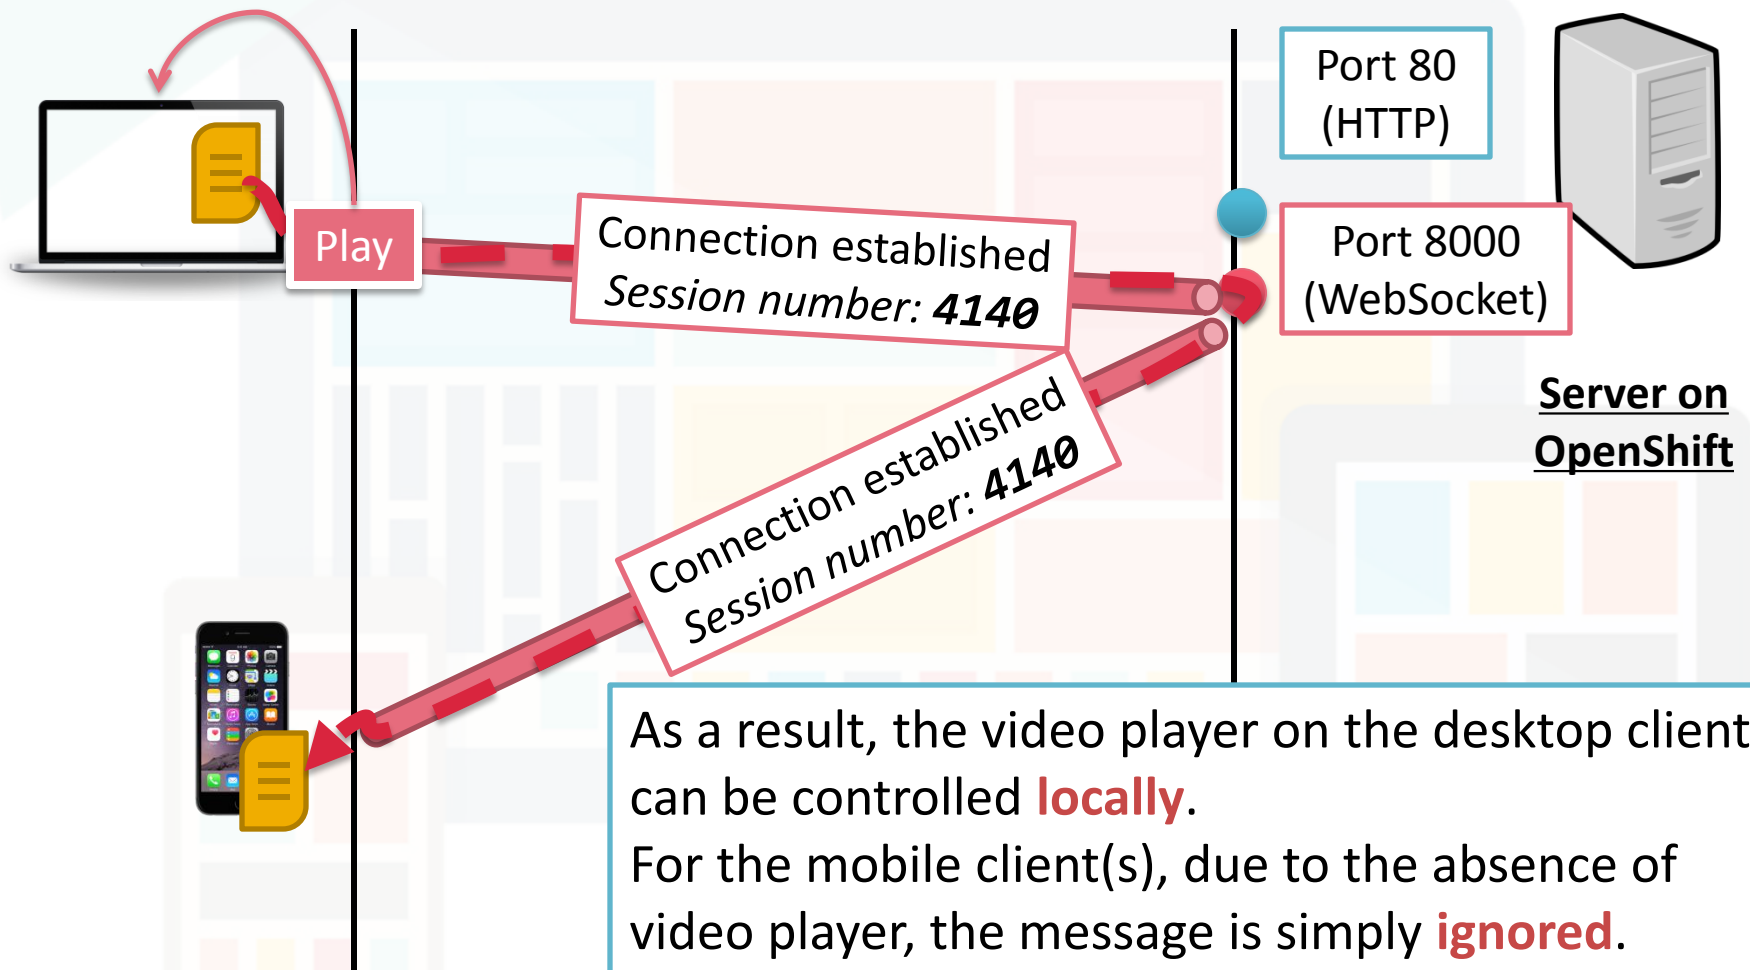 Port 80
(HTTP)
Play
Connection established
Session number: 4140
Port 8000
(WebSocket)
Server on
OpenShift
Connection established
Session number: 4140
As a result, the video player on the desktop client
can be controlled locally.
For the mobile client(s), due to the absence of
video player, the message is simply ignored.